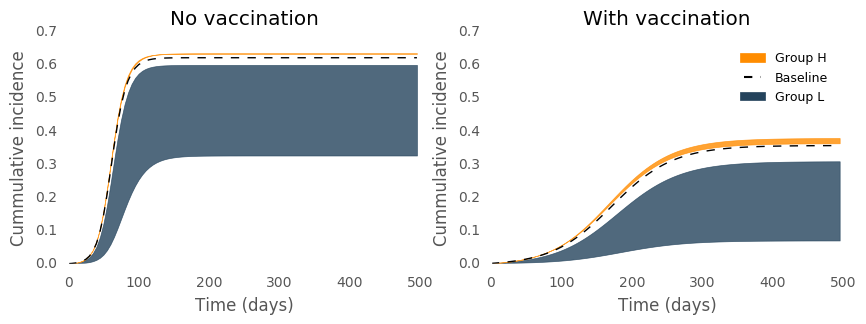 No vaccination
Cummulative incidence
0.7
0.6
0.5
0.4
0.3
0.2
0.1
0.0
0 100 200 300 400 500
Time (days)
With vaccination
Cummulative incidence
0.7
0.6
0.5
0.4
0.3
0.2
0.1
0.0
Group H
Baseline
Group L
0 100 200 300 400 500
Time (days)